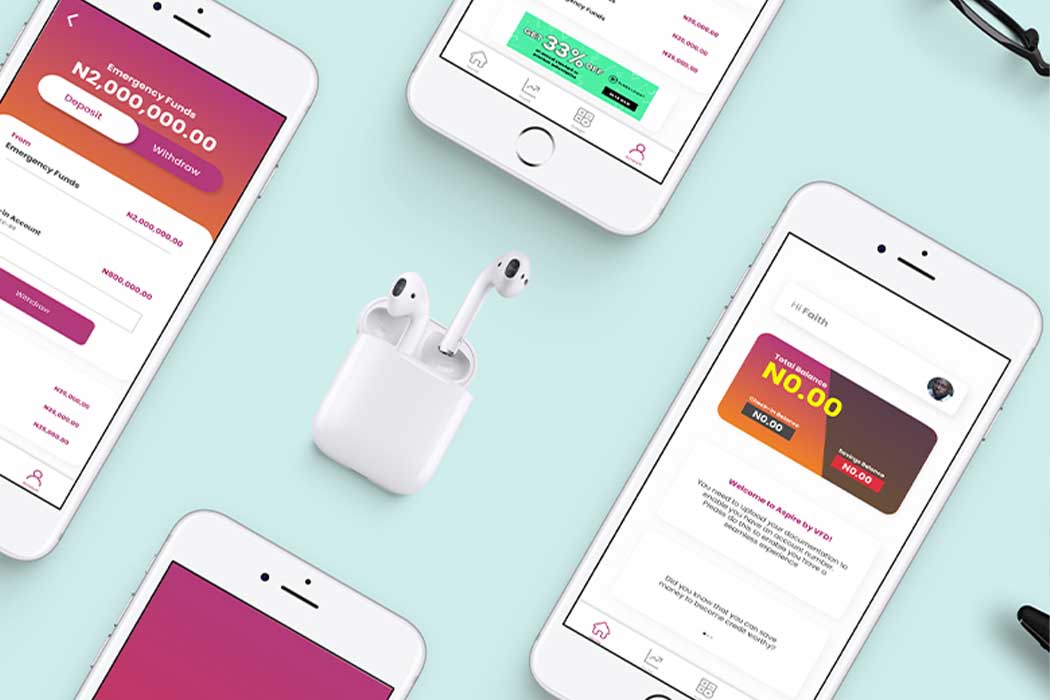 Emergency Funds
N2,000,000.00
Deposit
Withdraw
From
Emergency Funds
N2,000,000.00
-in Account
N800,000.00
Withdraw
N25,000.00
N25,000.00
N25,000.00
Emergency Funds
N25,000.00
N25,000.00
N25,000.00
GET 33% OFF
Hi Faith
Total Balance
N0.00
Check-in Balance
N0.00
Savings Balance
N0.00
Welcome to Aspire by VFD!
You need to upload your documentation to
enable you have an account number.
Please do this to enable you have a
seamless experience
Did you know that you can save
money to become credit worthy?